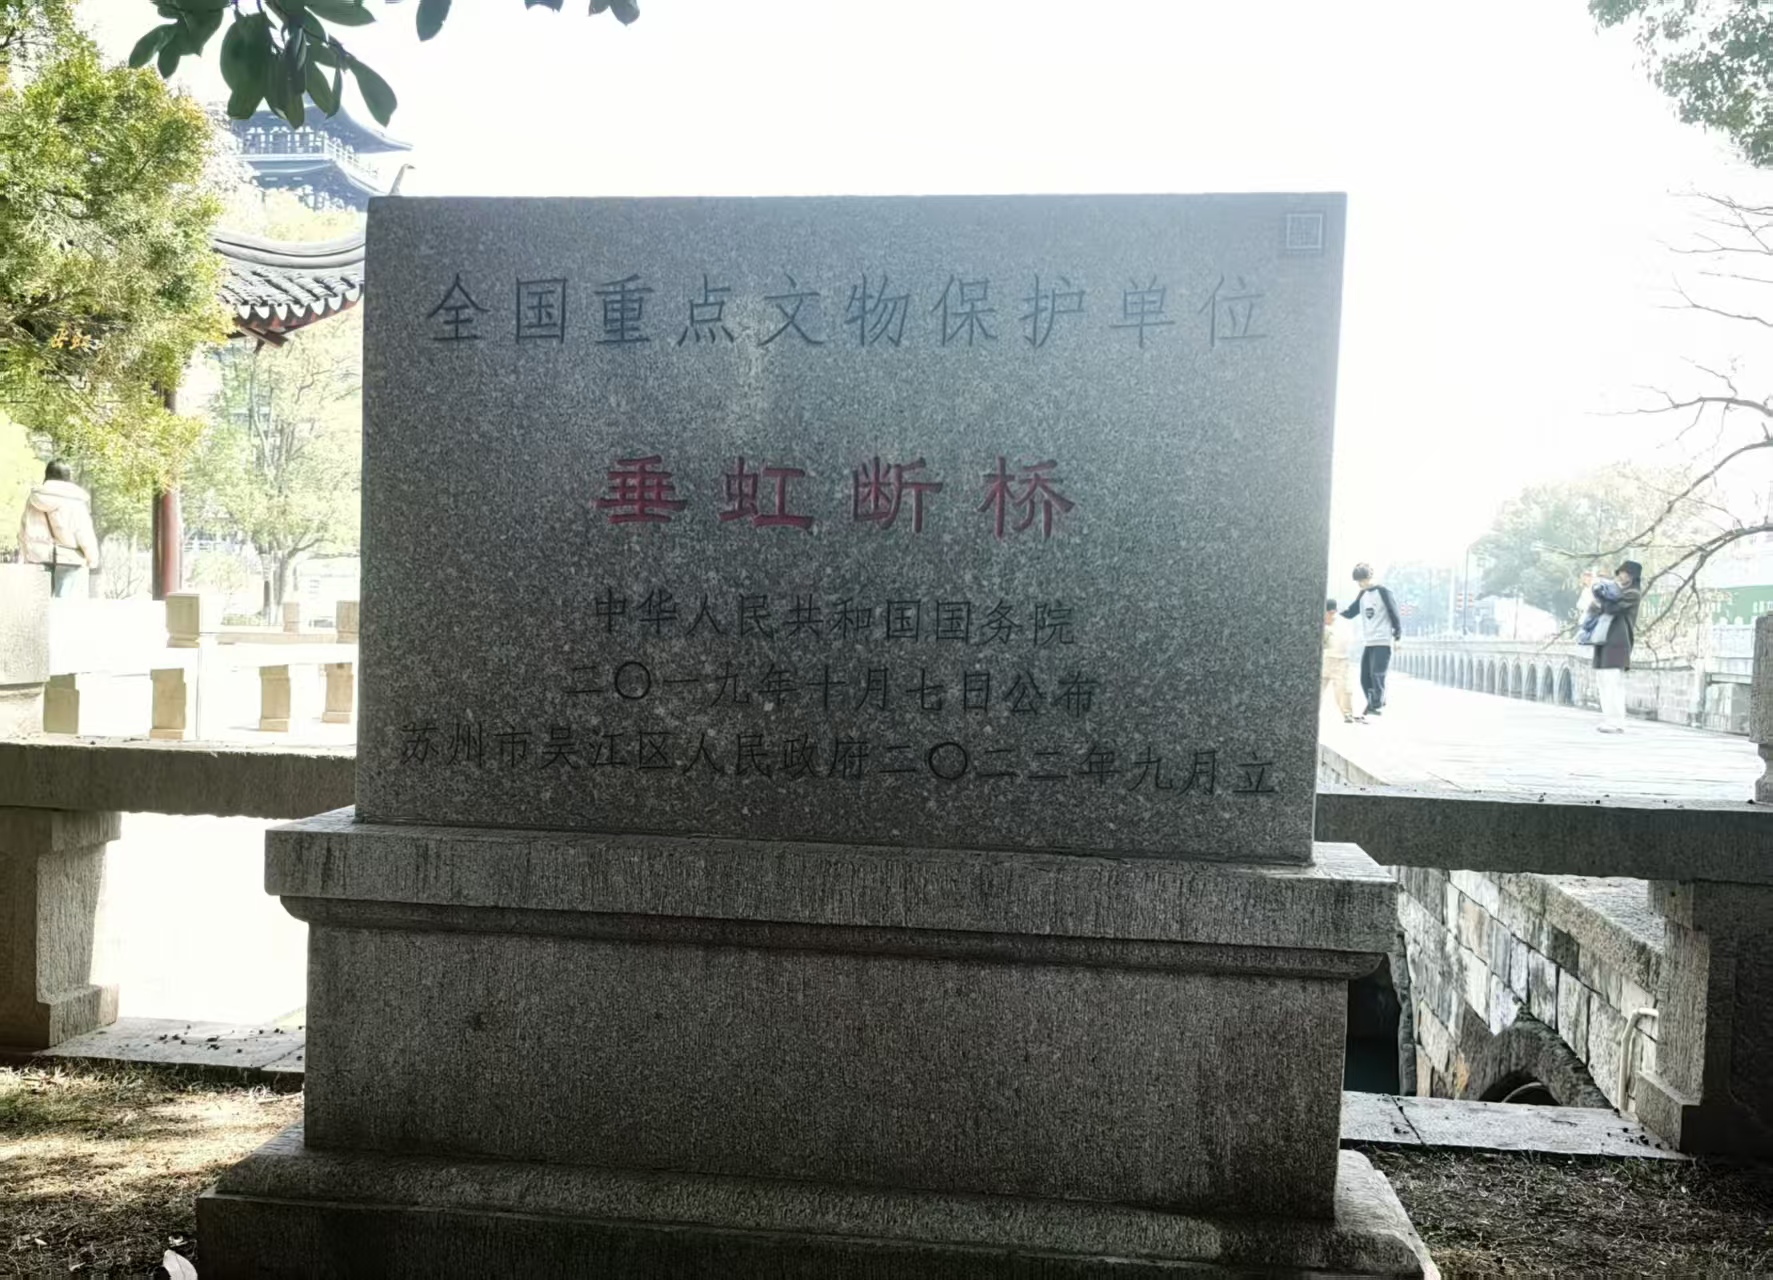 全国重点文物保护单位
垂虹断桥
中华人民共和国国务院
二〇一九年十月七日公布
苏州市吴江区人民政府二〇二二年九月立